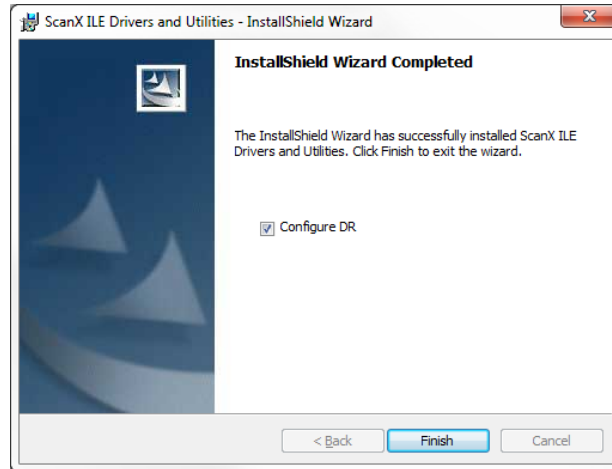 ScanX ILE Drivers and Utilities - InstallShield Wizard
InstallShield Wizard Completed
The InstallShield Wizard has successfully installed ScanX ILE
Drivers and Utilities. Click Finish to exit the wizard.
Configure DR
< Back
Finish
Cancel